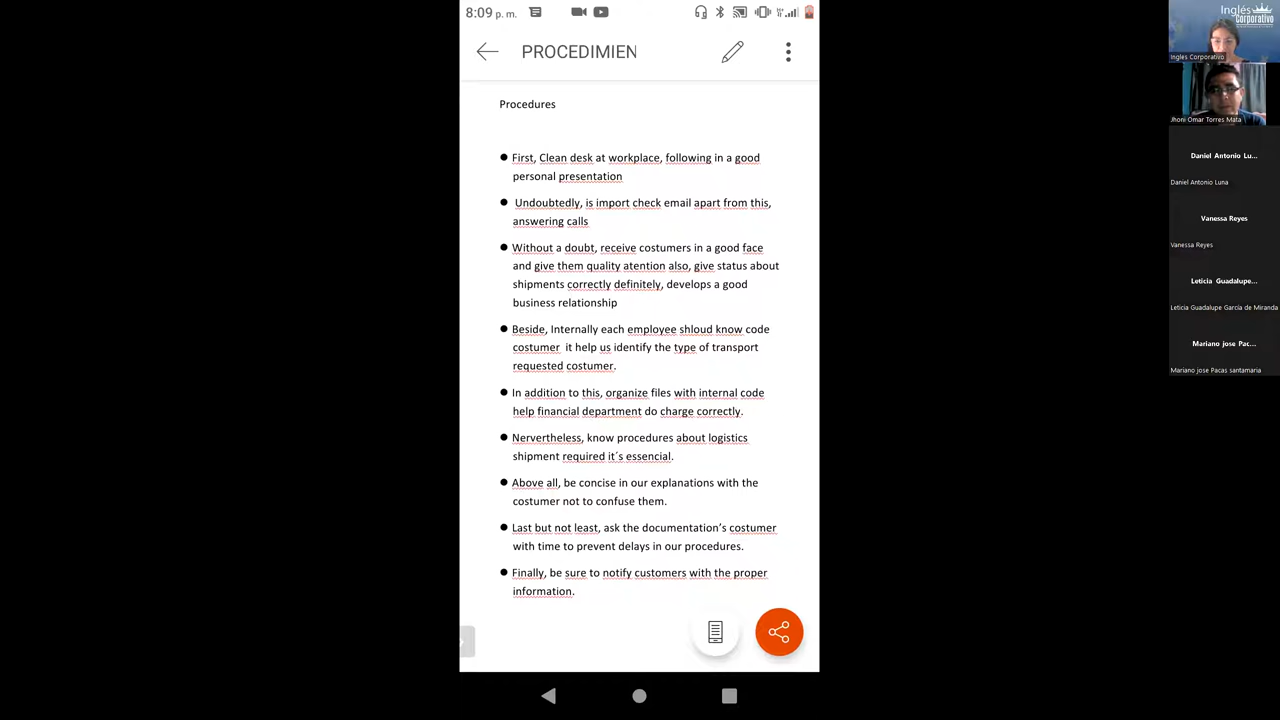 8:09 p. m.
PROCEDIMIEN
Procedures
● First, Clean desk at workplace, following in a good
personal presentation
● Undoubtedly, is import check email apart from this,
answering calls
● Without a doubt, receive costumers in a good face
and give them quality atention also, give status about
shipments correctly definitely, develops a good
business relationship
● Beside, Internally each employee shloud know code
costumer it help us identify the type of transport
requested costumer.
● In addition to this, organize files with internal code
help financial department do charge correctly.
● Nervertheless, know procedures about logistics
shipment required it´s essencial.
● Above all, be concise in our explanations with the
costumer not to confuse them.
● Last but not least, ask the documentation's costumer
with time to prevent delays in our procedures.
● Finally, be sure to notify customers with the proper
information.
Inglés
Corporativo
Inglés Corporativo
Jhoni Omar Torres Mata
Daniel Antonio Lu...
Daniel Antonio Luna
Vanessa Reyes
Vanessa Reyes
Leticia Guadalupe...
Leticia Guadalupe García de Miranda
Mariano jose Pac...
Mariano jose Pacas santamaria